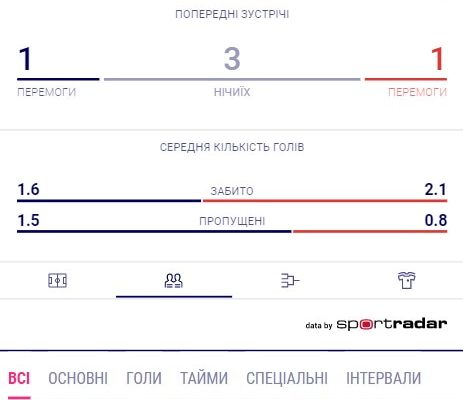 ПОПЕРЕДНІ ЗУСТРІЧІ
1 3 1
ПЕРЕМОГИ НІЧИЇХ ПЕРЕМОГИ
СЕРЕДНЯ КІЛЬКІСТЬ ГОЛІВ
1.6 ЗАБИТО 2.1
1.5 ПРОПУЩЕНІ 0.8
data by sportradar
ВСІ ОСНОВНІ ГОЛИ ТАЙМИ СПЕЦІАЛЬНІ ІНТЕРВАЛИ